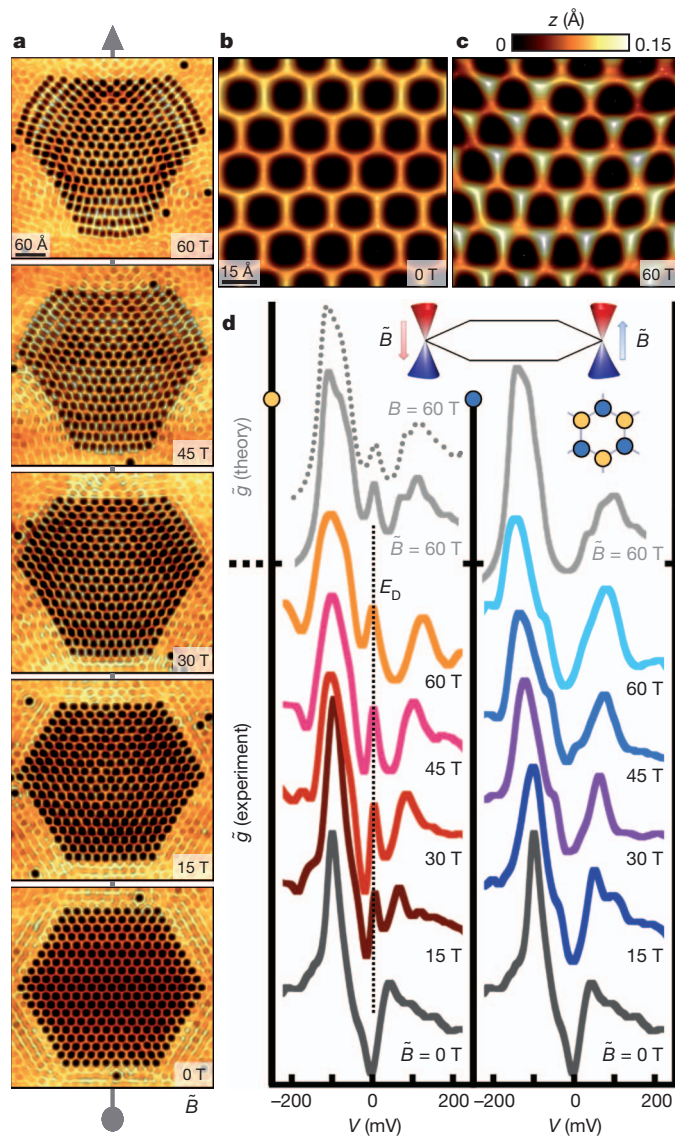 a
60 Å
60 T
45 T
30 T
15 T
0 T
B̃
b
15 Å
0 T
z (Å)
0
0.15
c
60 T
d
B̃
B̃
g̃ (theory)
B = 60 T
B̃ = 60 T
B̃ = 60 T
g̃ (experiment)
E_D
60 T
45 T
30 T
15 T
B̃ = 0 T
60 T
45 T
30 T
15 T
B̃ = 0 T
–200
0
200
V (mV)
–200
0
200
V (mV)